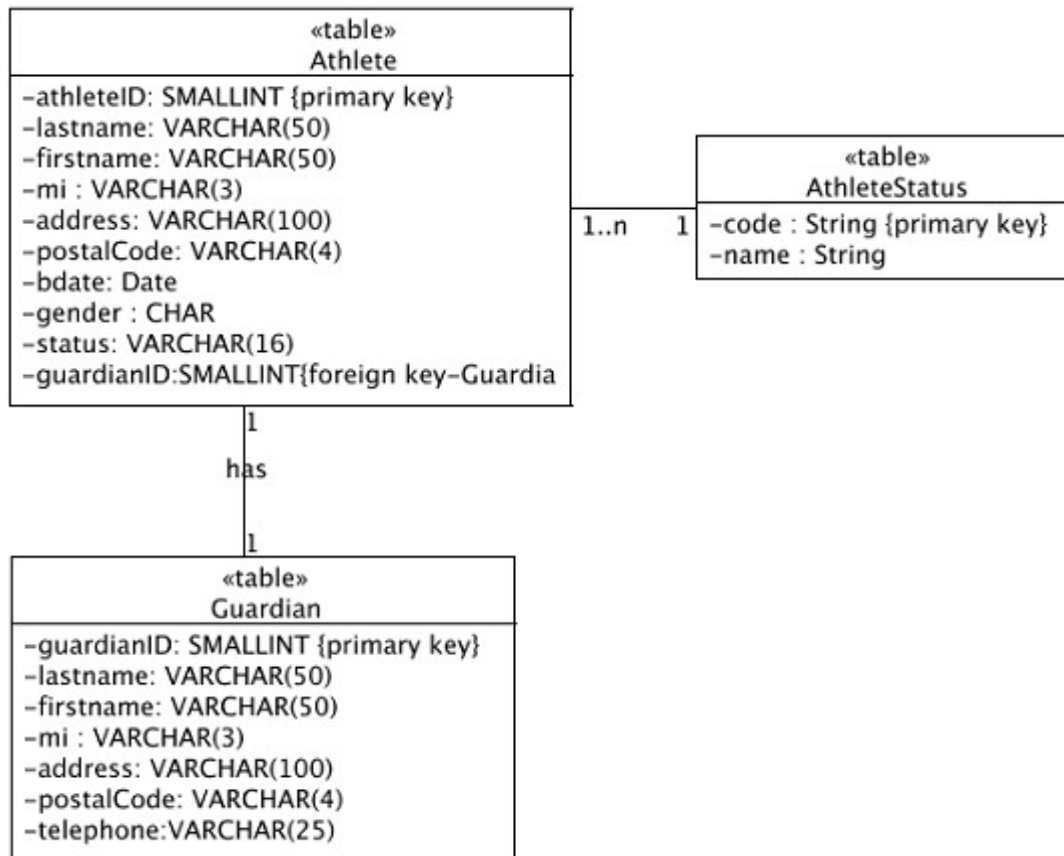 «table»
Athlete
-athleteID: SMALLINT {primary key}
-lastname: VARCHAR(50)
-firstname: VARCHAR(50)
-mi : VARCHAR(3)
-address: VARCHAR(100)
-postalCode: VARCHAR(4)
-bdate: Date
-gender : CHAR
-status: VARCHAR(16)
-guardianID:SMALLINT{foreign key-Guardia
1..n 1
«table»
AthleteStatus
-code : String {primary key}
-name : String
1
has
1
«table»
Guardian
-guardianID: SMALLINT {primary key}
-lastname: VARCHAR(50)
-firstname: VARCHAR(50)
-mi : VARCHAR(3)
-address: VARCHAR(100)
-postalCode: VARCHAR(4)
-telephone:VARCHAR(25)